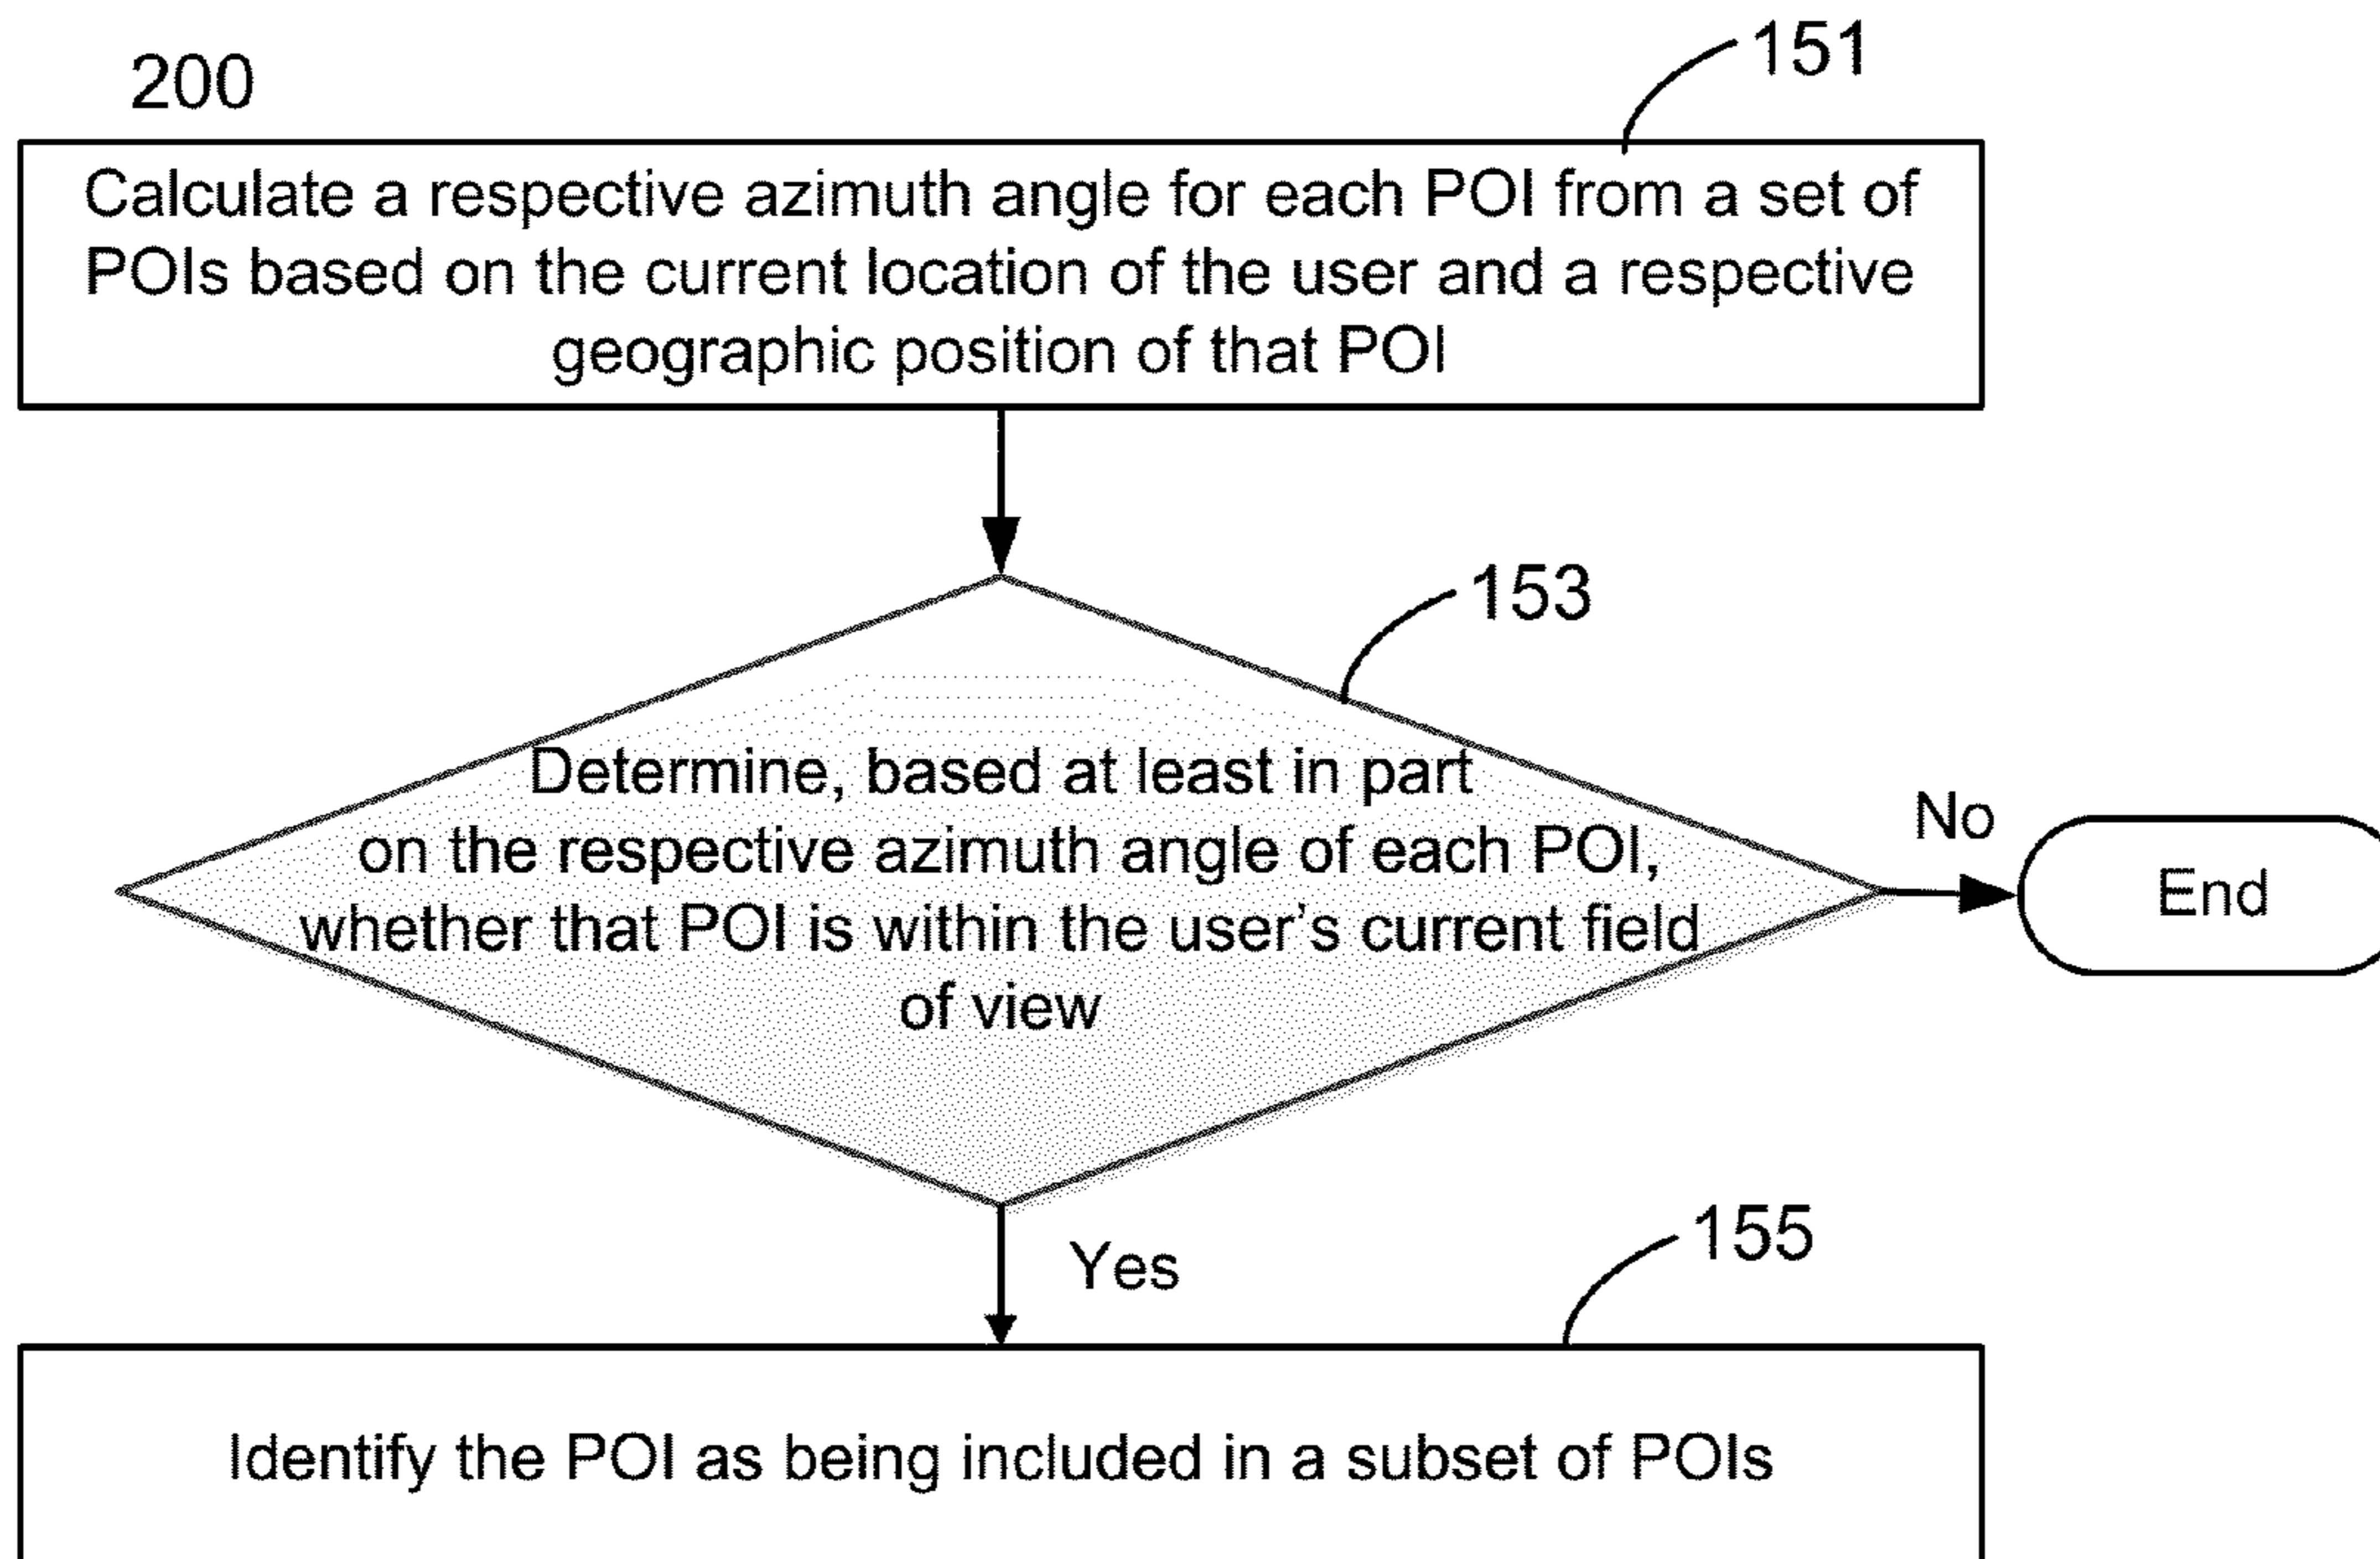 151
200
Calculate a respective azimuth angle for each POI from a set of
POIs based on the current location of the user and a respective
geographic position of that POI
153
Determine, based at least in part
on the respective azimuth angle of each POI,
whether that POI is within the user's current field
of view
No
End
Yes
155
Identify the POI as being included in a subset of POIs